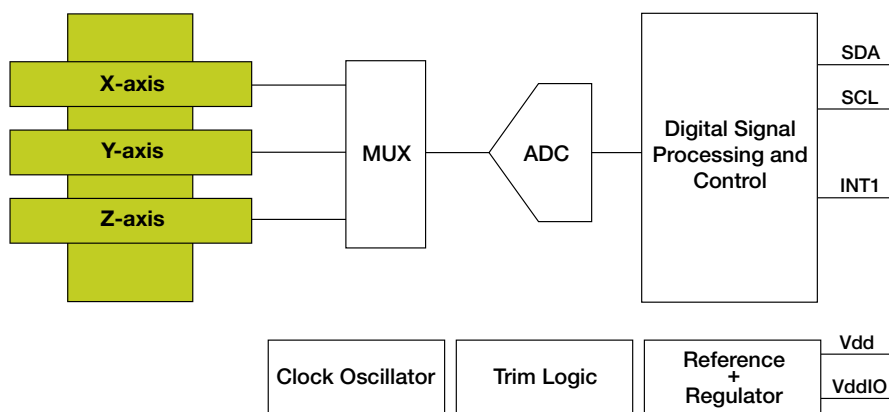 X-axis
Y-axis
Z-axis
MUX
ADC
Digital Signal
Processing and
Control
SDA
SCL
INT1
Clock Oscillator
Trim Logic
Reference
+
Regulator
Vdd
VddIO